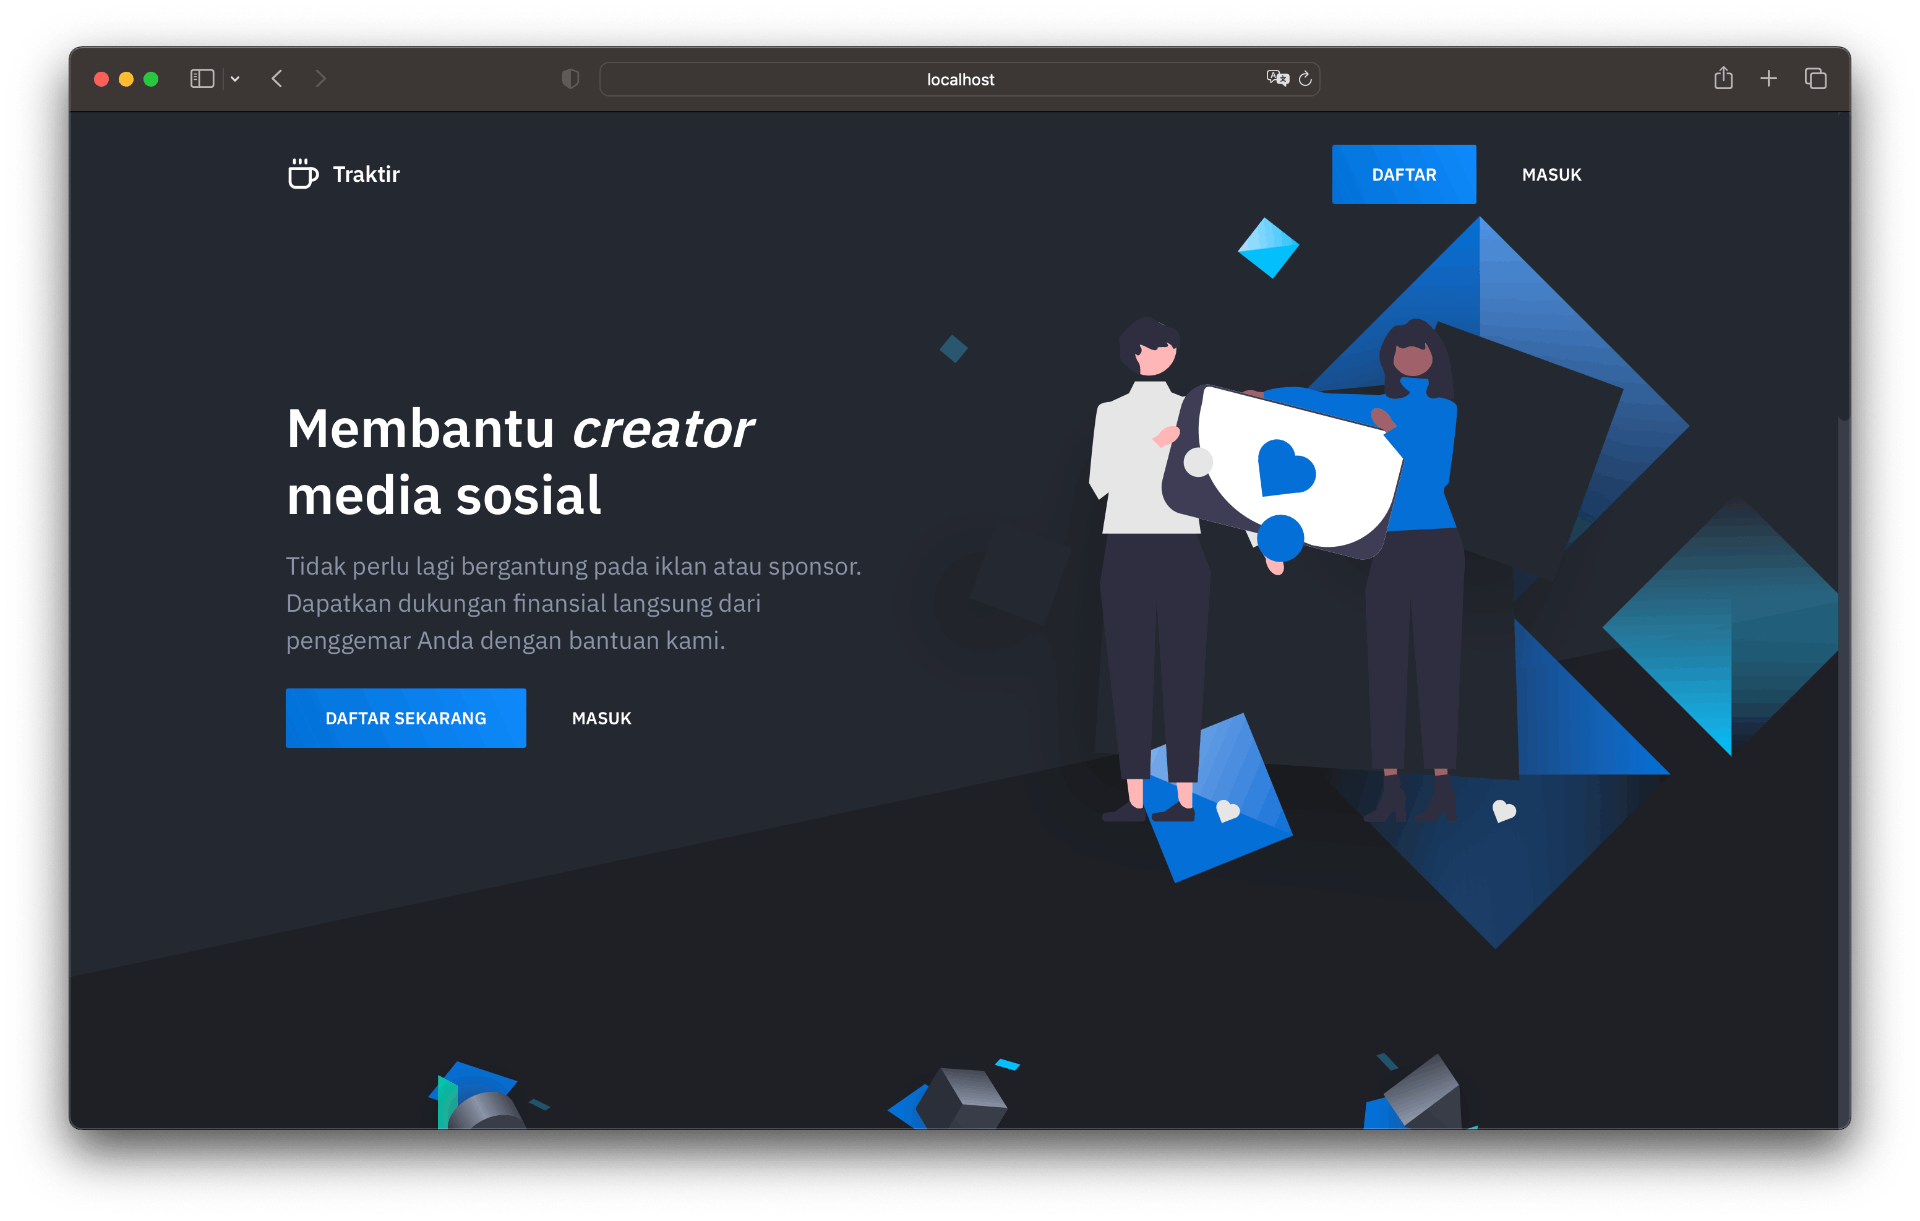 localhost
Traktir
DAFTAR
MASUK
Membantu creator
media sosial
Tidak perlu lagi bergantung pada iklan atau sponsor.
Dapatkan dukungan finansial langsung dari
penggemar Anda dengan bantuan kami.
DAFTAR SEKARANG
MASUK